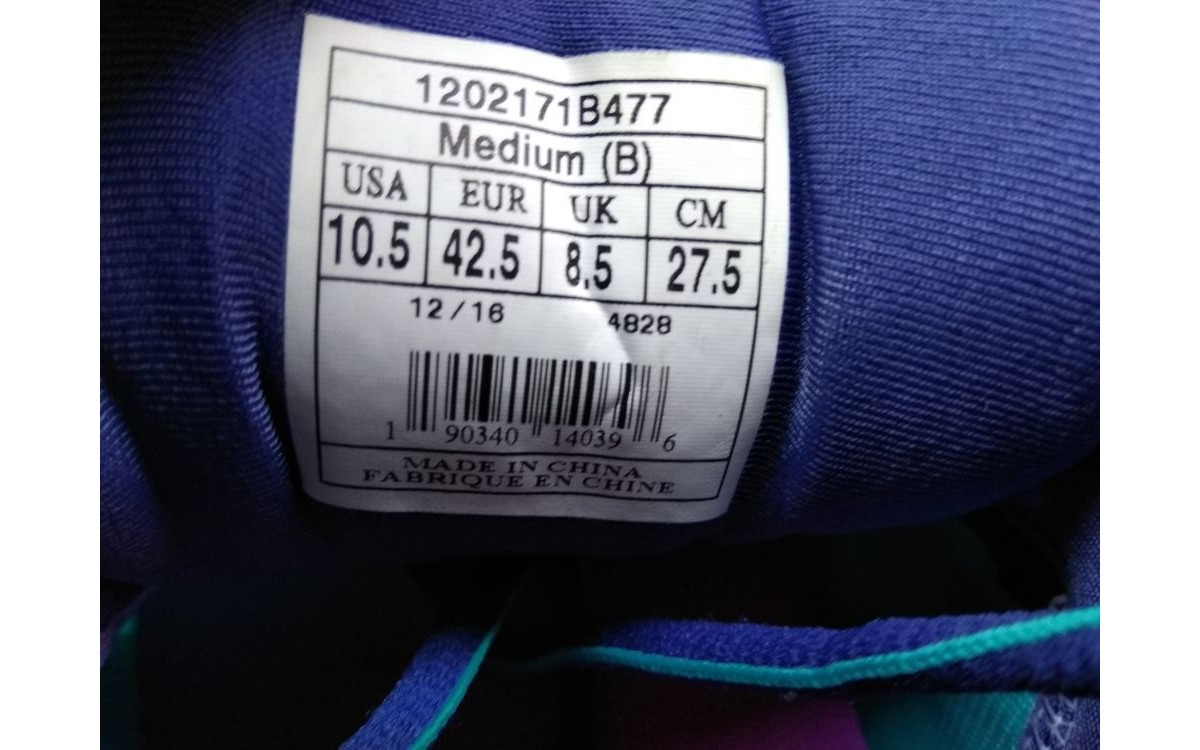 1202171B477
Medium (B)
USA EUR UK CM
10.5 42.5 8.5 27.5
12/16 4828
1 90340 14039 6
MADE IN CHINA
FABRIQUE EN CHINE